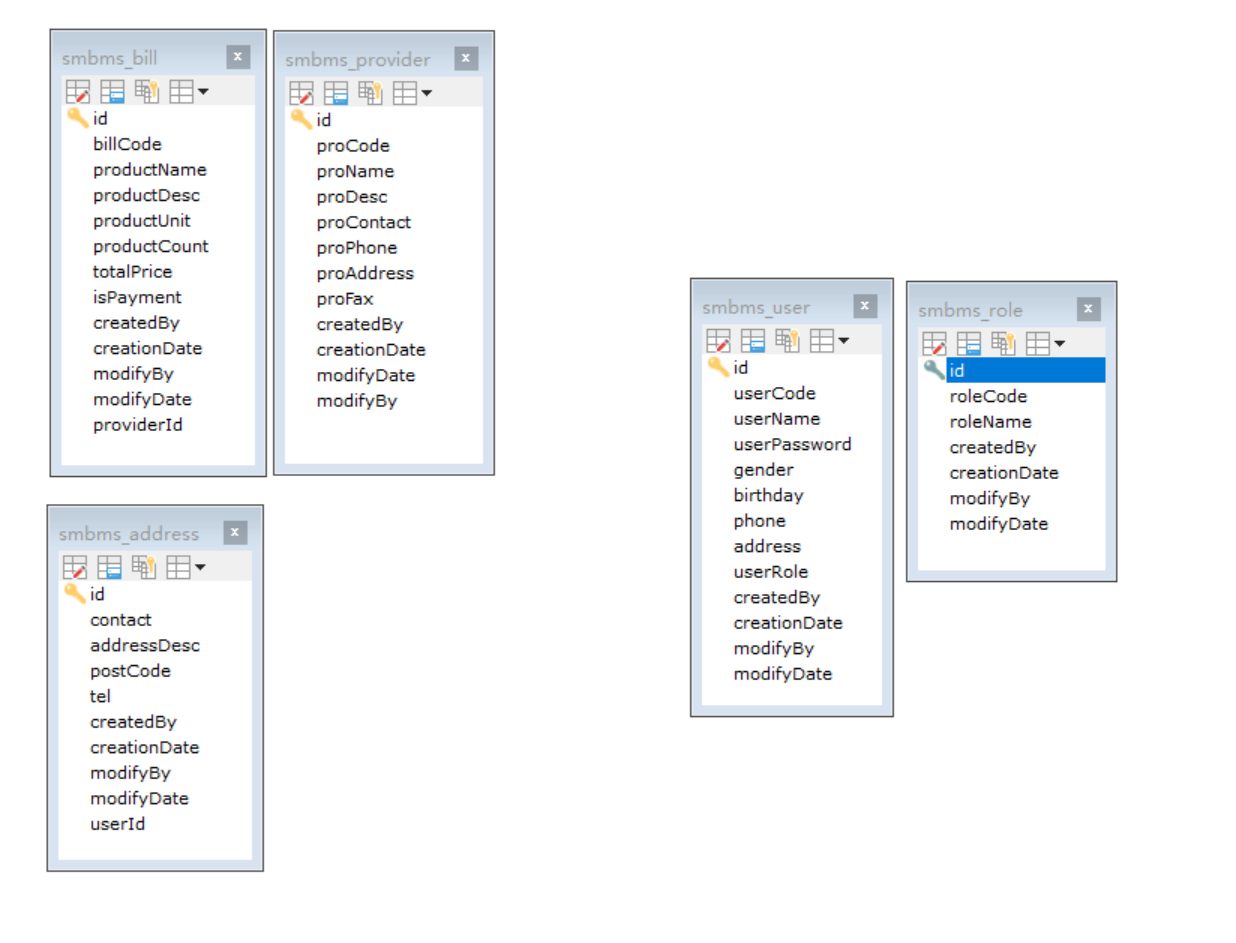 smbms_bill
id
billCode
productName
productDesc
productUnit
productCount
totalPrice
isPayment
createdBy
creationDate
modifyBy
modifyDate
providerId
smbms_provider
id
proCode
proName
proDesc
proContact
proPhone
proAddress
proFax
createdBy
creationDate
modifyDate
modifyBy
smbms_user
id
userCode
userName
userPassword
gender
birthday
phone
address
userRole
createdBy
creationDate
modifyBy
modifyDate
smbms_role
id
roleCode
roleName
createdBy
creationDate
modifyBy
modifyDate
smbms_address
id
contact
addressDesc
postCode
tel
createdBy
creationDate
modifyBy
modifyDate
userId